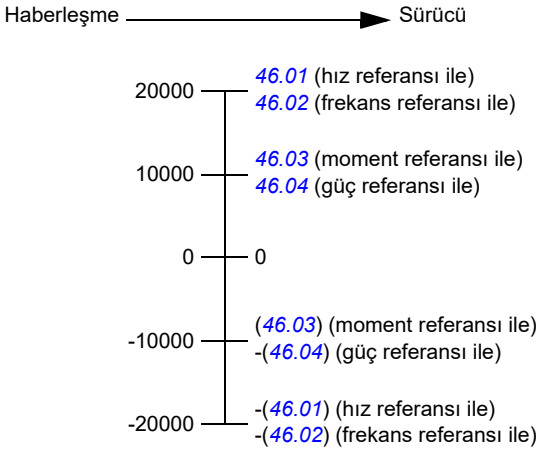 Haberleşme Sürücü
46.01 (hız referansı ile)
20000
46.02 (frekans referansı ile)
46.03 (moment referansı ile)
10000
46.04 (güç referansı ile)
0 0
(46.03) (moment referansı ile)
-10000
-(46.04) (güç referansı ile)
-(46.01) (hız referansı ile)
-20000
-(46.02) (frekans referansı ile)